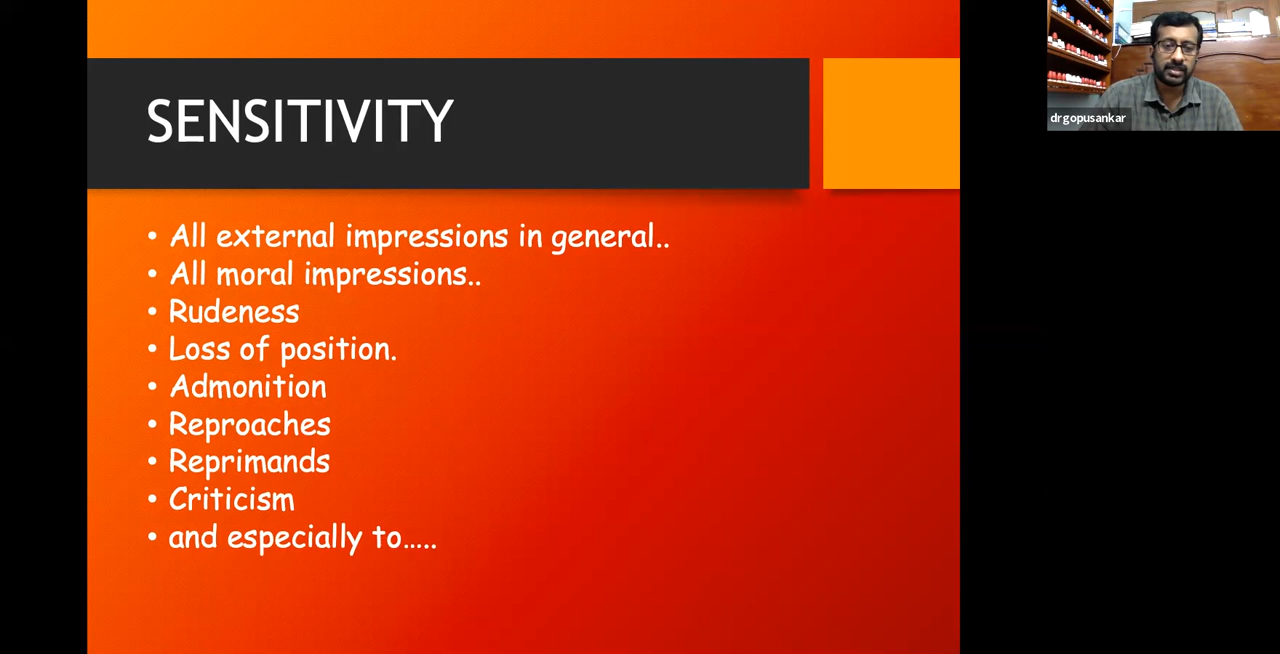 SENSITIVITY
• All external impressions in general..
• All moral impressions..
• Rudeness
• Loss of position.
• Admonition
• Reproaches
• Reprimands
• Criticism
• and especially to.....
drgopusankar